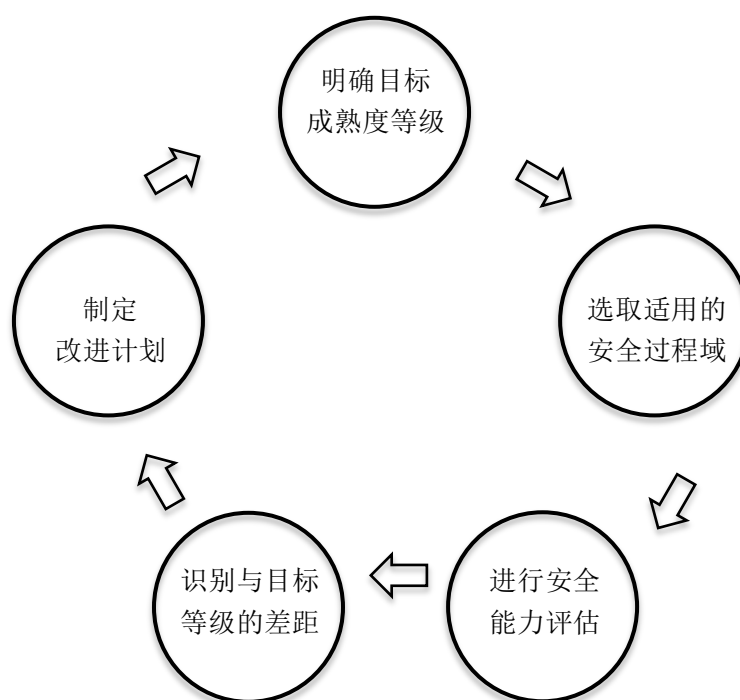 明确目标
成熟度等级
选取适用的
安全过程域
进行安全
能力评估
识别与目标
等级的差距
制定
改进计划